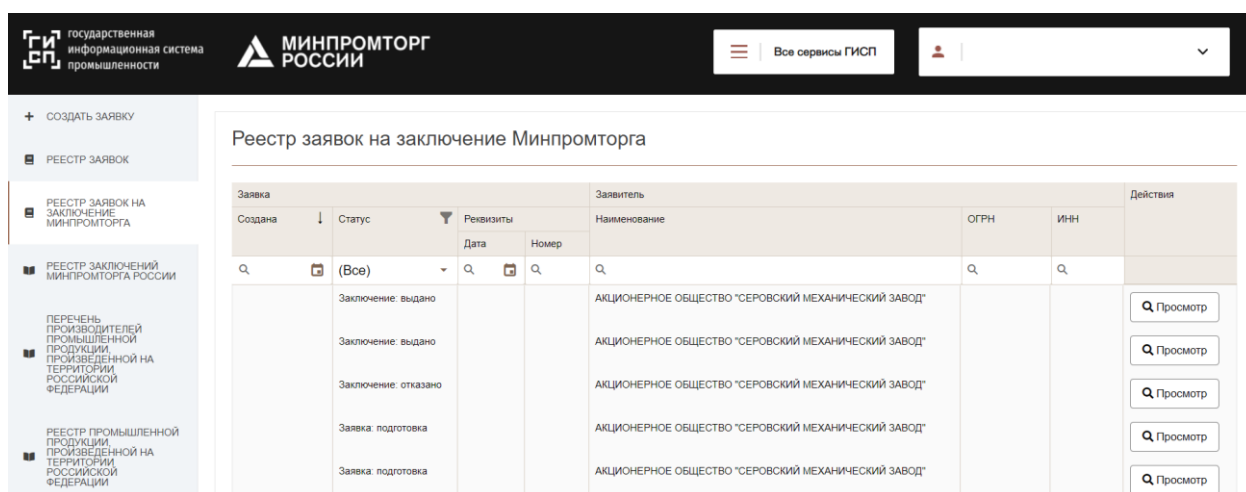 государственная
информационная система
промышленности
ГИСП
МИНПРОМТОРГ
РОССИИ
Все сервисы ГИСП
СОЗДАТЬ ЗАЯВКУ
РЕЕСТР ЗАЯВОК
РЕЕСТР ЗАЯВОК НА
ЗАКЛЮЧЕНИЕ
МИНПРОМТОРГА
РЕЕСТР ЗАКЛЮЧЕНИЙ
МИНПРОМТОРГА РОССИИ
ПЕРЕЧЕНЬ
ПРОИЗВОДИТЕЛЕЙ
ПРОМЫШЛЕННОЙ
ПРОДУКЦИИ,
ПРОИЗВЕДЕННОЙ НА
ТЕРРИТОРИИ
РОССИЙСКОЙ
ФЕДЕРАЦИИ
РЕЕСТР ПРОМЫШЛЕННОЙ
ПРОДУКЦИИ,
ПРОИЗВЕДЕННОЙ НА
ТЕРРИТОРИИ
РОССИЙСКОЙ
ФЕДЕРАЦИИ
Реестр заявок на заключение Минпромторга
Заявка Заявитель Действия
Создана Статус Реквизиты Наименование ОГРН ИНН
Дата Номер
(Все)
Заключение: выдано АКЦИОНЕРНОЕ ОБЩЕСТВО "СЕРОВСКИЙ МЕХАНИЧЕСКИЙ ЗАВОД" Просмотр
Заключение: выдано АКЦИОНЕРНОЕ ОБЩЕСТВО "СЕРОВСКИЙ МЕХАНИЧЕСКИЙ ЗАВОД" Просмотр
Заключение: отказано АКЦИОНЕРНОЕ ОБЩЕСТВО "СЕРОВСКИЙ МЕХАНИЧЕСКИЙ ЗАВОД" Просмотр
Заявка: подготовка АКЦИОНЕРНОЕ ОБЩЕСТВО "СЕРОВСКИЙ МЕХАНИЧЕСКИЙ ЗАВОД" Просмотр
Заявка: подготовка АКЦИОНЕРНОЕ ОБЩЕСТВО "СЕРОВСКИЙ МЕХАНИЧЕСКИЙ ЗАВОД" Просмотр